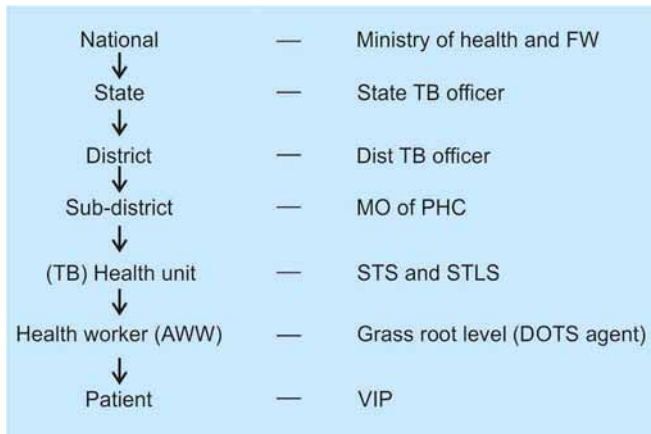 National — Ministry of health and FW
State — State TB officer
District — Dist TB officer
Sub-district — MO of PHC
(TB) Health unit — STS and STLS
Health worker (AWW) — Grass root level (DOTS agent)
Patient — VIP